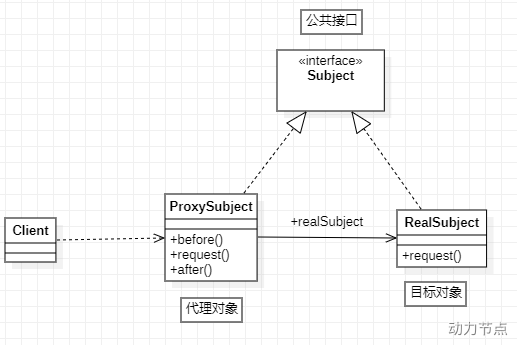 公共接口
«interface»
Subject
ProxySubject
+before()
+request()
+after()
+realSubject
RealSubject
+request()
Client
代理对象
目标对象
动力节点